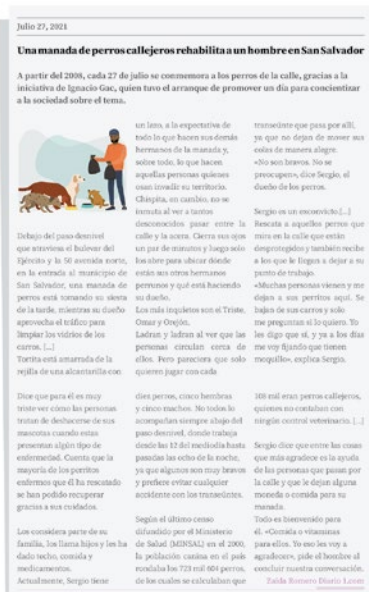 Julio 27, 2021
Una manada de perros callejeros rehabilita a un hombre en San Salvador
A partir del 2008, cada 27 de julio se conmemora a los perros de la calle, gracias a la
iniciativa de Ignacio Gac, quien tuvo el arranque de promover un día para concientizar
a la sociedad sobre el tema.
Debajo del paso desnivel
que atraviesa el bulevar del
Ejército y la 50 avenida norte,
en la entrada al municipio de
San Salvador, una manada de
perros está tomando su siesta
de la tarde, mientras su dueño
aprovecha el tráfico para
limpiar los vidrios de los
carros. [...]
Tortita está amarrada de la
rejilla de una alcantarilla con
un lazo, a la expectativa de
todo lo que hacen sus demás
hermanos de la manada y,
sobre todo, lo que hacen
aquellas personas quienes
osan invadir su territorio.
Chispita, en cambio, no se
inmuta al ver a tantos
desconocidos pasar entre la
calle y la acera. Cierra sus ojos
un par de minutos y luego solo
los abre para ubicar dónde
están sus otros hermanos
perrunos y qué está haciendo
su dueño.
Los más inquietos son el Triste,
Omar y Orejón.
Ladran y ladran al ver que las
personas circulan cerca de
ellos. Pero pareciera que solo
quieren jugar con cada
transeúnte que pasa por allí,
ya que no dejan de mover sus
colas de manera alegre.
«No son bravos. No se
preocupen», dice Sergio, el
dueño de los perros.
Sergio es un exconvicto.[...]
Rescata a aquellos perros que
mira en la calle que están
desprotegidos y también recibe
a los que le llegan a dejar a su
punto de trabajo.
«Muchas personas vienen y me
dejan a sus perritos aquí. Se
bajan de sus carros y solo
me preguntan si lo quiero. Yo
les digo que sí, y ya a los días
me voy fijando que tienen
moquillo», explica Sergio.
Dice que para él es muy
triste ver cómo las personas
tratan de deshacerse de sus
mascotas cuando estas
presentan algún tipo de
enfermedad. Cuenta que la
mayoría de los perritos
enfermos que él ha rescatado
se han podido recuperar
gracias a sus cuidados.
Los considera parte de su
familia, los llama hijos y les ha
dado techo, comida y
medicamentos.
Actualmente, Sergio tiene
diez perros, cinco hembras
y cinco machos. No todos lo
acompañan siempre abajo del
paso desnivel, donde trabaja
desde las 12 del mediodía hasta
pasadas las ocho de la noche,
ya que algunos son muy bravos
y prefiere evitar cualquier
accidente con los transeúntes.
Según el último censo
difundido por el Ministerio
de Salud (MINSAL) en el 2000,
la población canina en el país
rondaba los 723 mil 604 perros,
de los cuales se calculaban que
108 mil eran perros callejeros,
quienes no contaban con
ningún control veterinario. [...]
Sergio dice que entre las cosas
que más agradece es la ayuda
de las personas que pasan por
la calle y que le dejan alguna
moneda o comida para su
manada.
Todo es bienvenido para
él. «Comida o vitaminas
para ellos. Yo eso les voy a
agradecer», pide el hombre al
concluir nuestra conversación.
Zaida Romero Diario 1.com